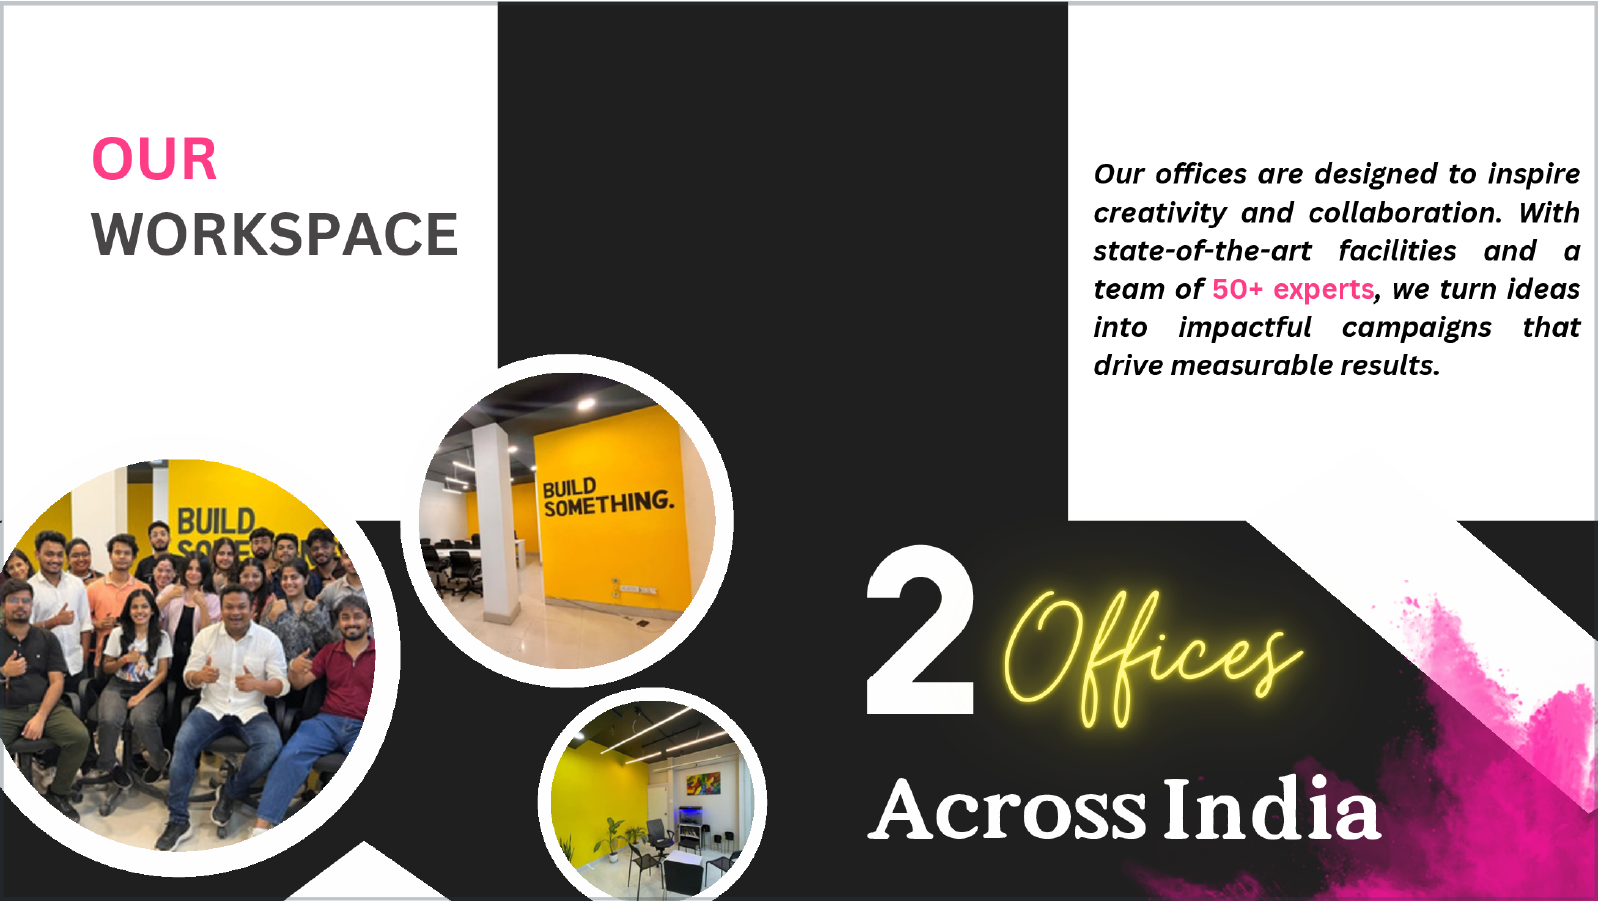 OUR
WORKSPACE
Our offices are designed to inspire
creativity and collaboration. With
state-of-the-art facilities and a
team of 50+ experts, we turn ideas
into impactful campaigns that
drive measurable results.
BUILD
SOMETHING.
BUILD
2 Offices
Across India